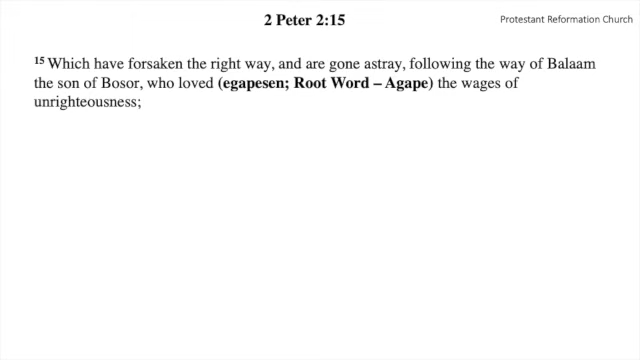 2 Peter 2:15
Protestant Reformation Church
15 Which have forsaken the right way, and are gone astray, following the way of Balaam
the son of Bosor, who loved (egapesen; Root Word – Agape) the wages of
unrighteousness;